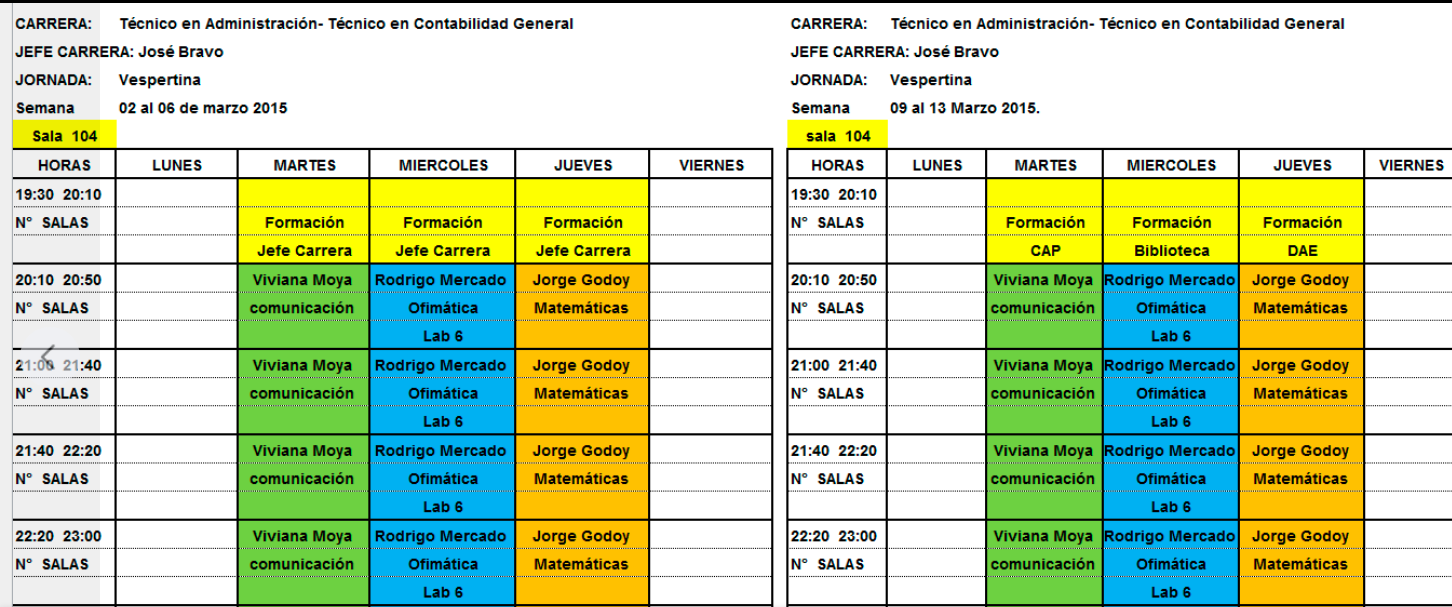 CARRERA: Técnico en Administración- Técnico en Contabilidad General
JEFE CARRERA: José Bravo
JORNADA: Vespertina
Semana 02 al 06 de marzo 2015
Sala 104
HORAS LUNES MARTES MIERCOLES JUEVES VIERNES
19:30 20:10
N° SALAS Formación Formación Formación
Jefe Carrera Jefe Carrera Jefe Carrera
20:10 20:50 Viviana Moya Rodrigo Mercado Jorge Godoy
N° SALAS comunicación Ofimática Matemáticas
Lab 6
21:00 21:40 Viviana Moya Rodrigo Mercado Jorge Godoy
N° SALAS comunicación Ofimática Matemáticas
Lab 6
21:40 22:20 Viviana Moya Rodrigo Mercado Jorge Godoy
N° SALAS comunicación Ofimática Matemáticas
Lab 6
22:20 23:00 Viviana Moya Rodrigo Mercado Jorge Godoy
N° SALAS comunicación Ofimática Matemáticas
Lab 6
CARRERA: Técnico en Administración- Técnico en Contabilidad General
JEFE CARRERA: José Bravo
JORNADA: Vespertina
Semana 09 al 13 Marzo 2015.
sala 104
HORAS LUNES MARTES MIERCOLES JUEVES VIERNES
19:30 20:10
N° SALAS Formación Formación Formación
CAP Biblioteca DAE
20:10 20:50 Viviana Moya Rodrigo Mercado Jorge Godoy
N° SALAS comunicación Ofimática Matemáticas
Lab 6
21:00 21:40 Viviana Moya Rodrigo Mercado Jorge Godoy
N° SALAS comunicación Ofimática Matemáticas
Lab 6
21:40 22:20 Viviana Moya Rodrigo Mercado Jorge Godoy
N° SALAS comunicación Ofimática Matemáticas
Lab 6
22:20 23:00 Viviana Moya Rodrigo Mercado Jorge Godoy
N° SALAS comunicación Ofimática Matemáticas
Lab 6